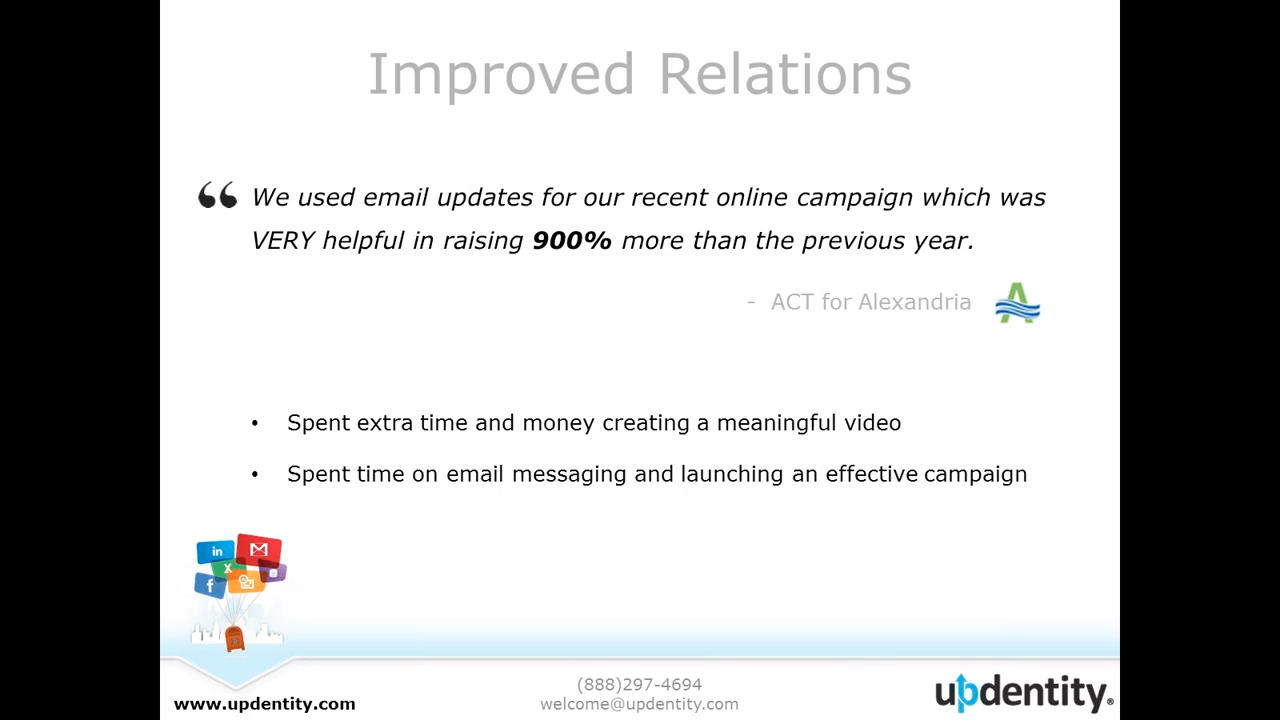 Improved Relations
“ We used email updates for our recent online campaign which was
VERY helpful in raising 900% more than the previous year.
- ACT for Alexandria
• Spent extra time and money creating a meaningful video
• Spent time on email messaging and launching an effective campaign
in
X
f
www.updentity.com
(888)297-4694
welcome@updentity.com
updentity®